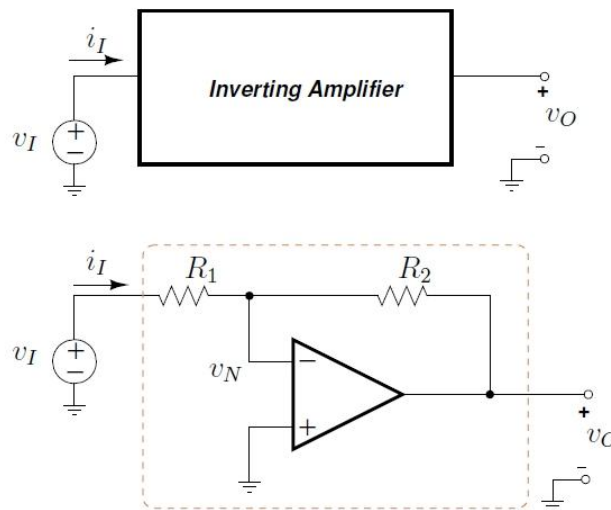 i_I
Inverting Amplifier
+
−
v_I
+
v_O
-
i_I
R_1
R_2
+
−
v_I
v_N
−
+
+
v_O
-